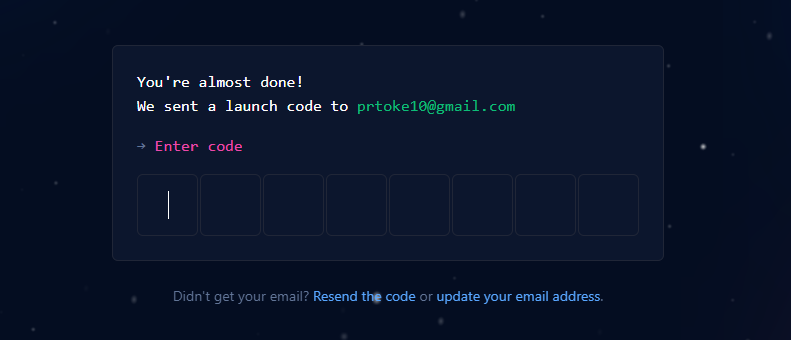 You're almost done!
We sent a launch code to prtoke10@gmail.com
→ Enter code
Didn't get your email? Resend the code or update your email address.